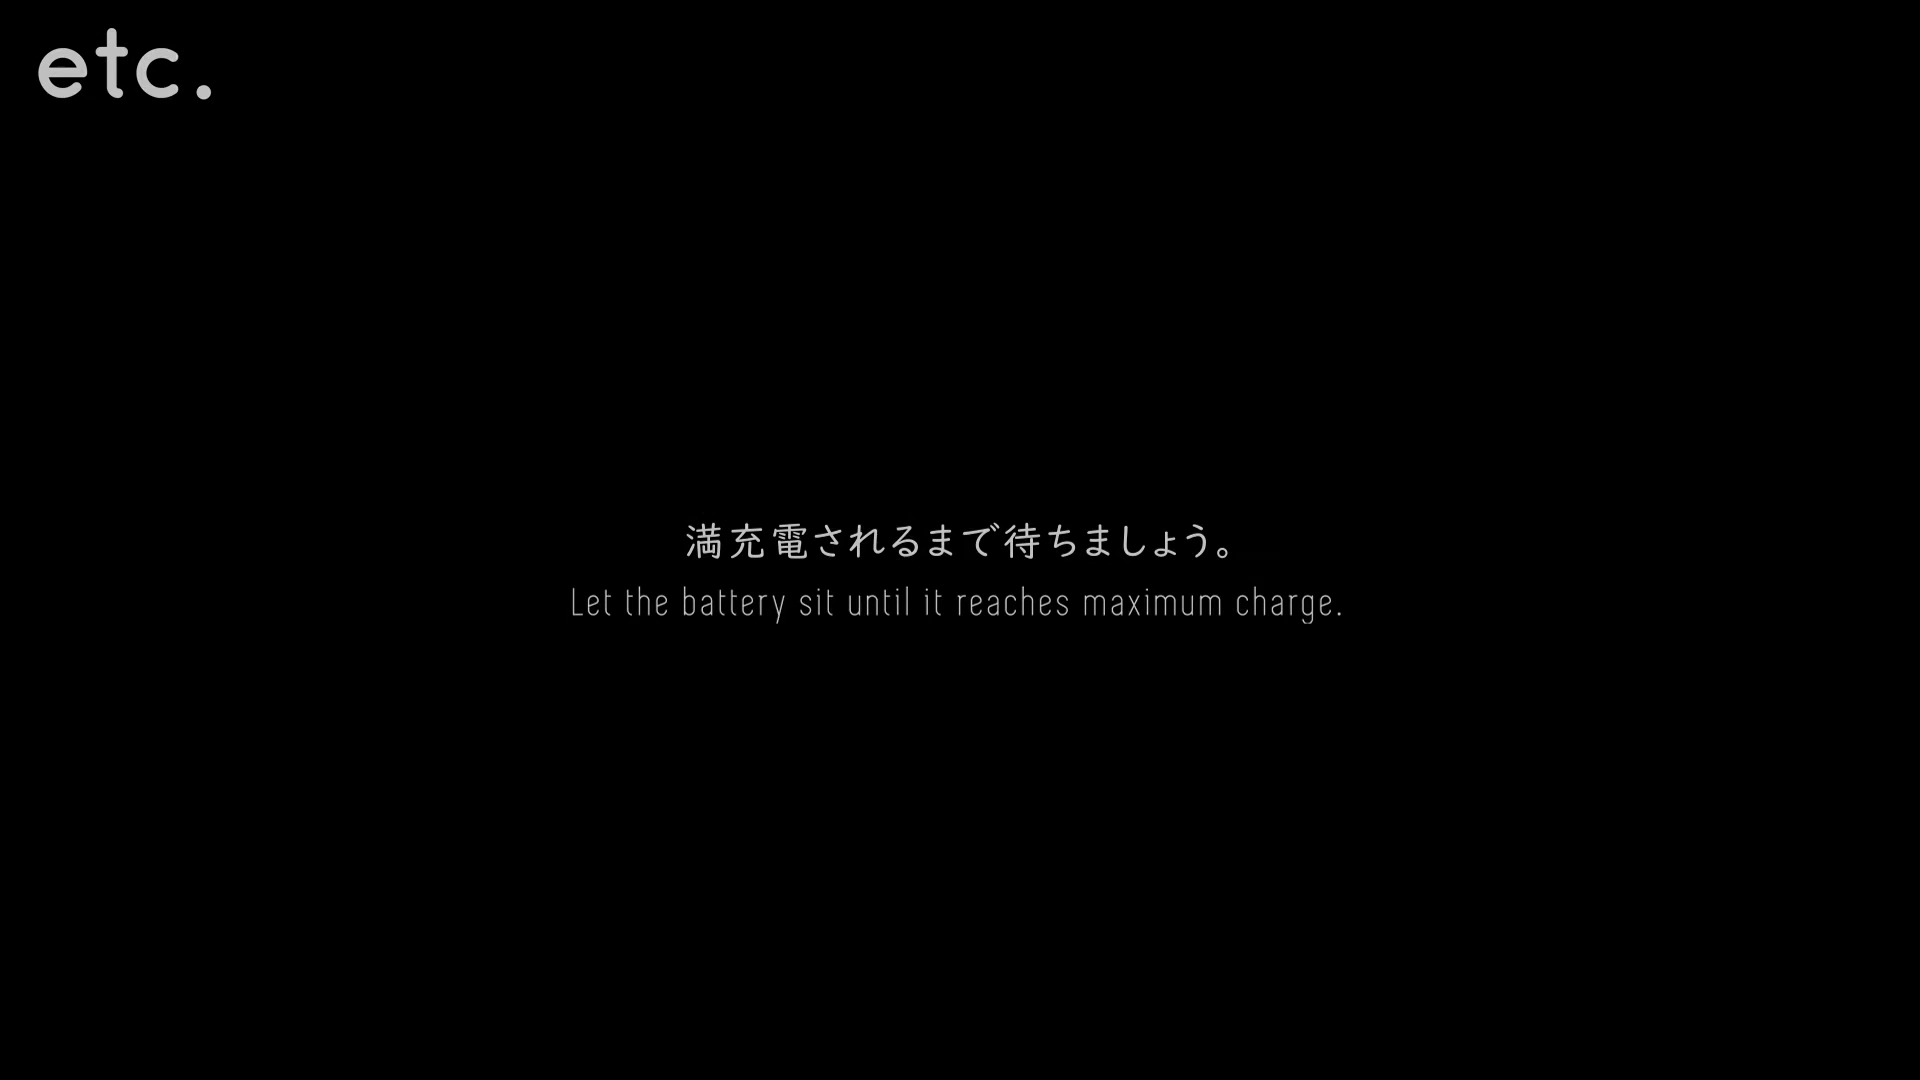 etc.
満充電されるまで待ちましょう。
Let the battery sit until it reaches maximum charge.